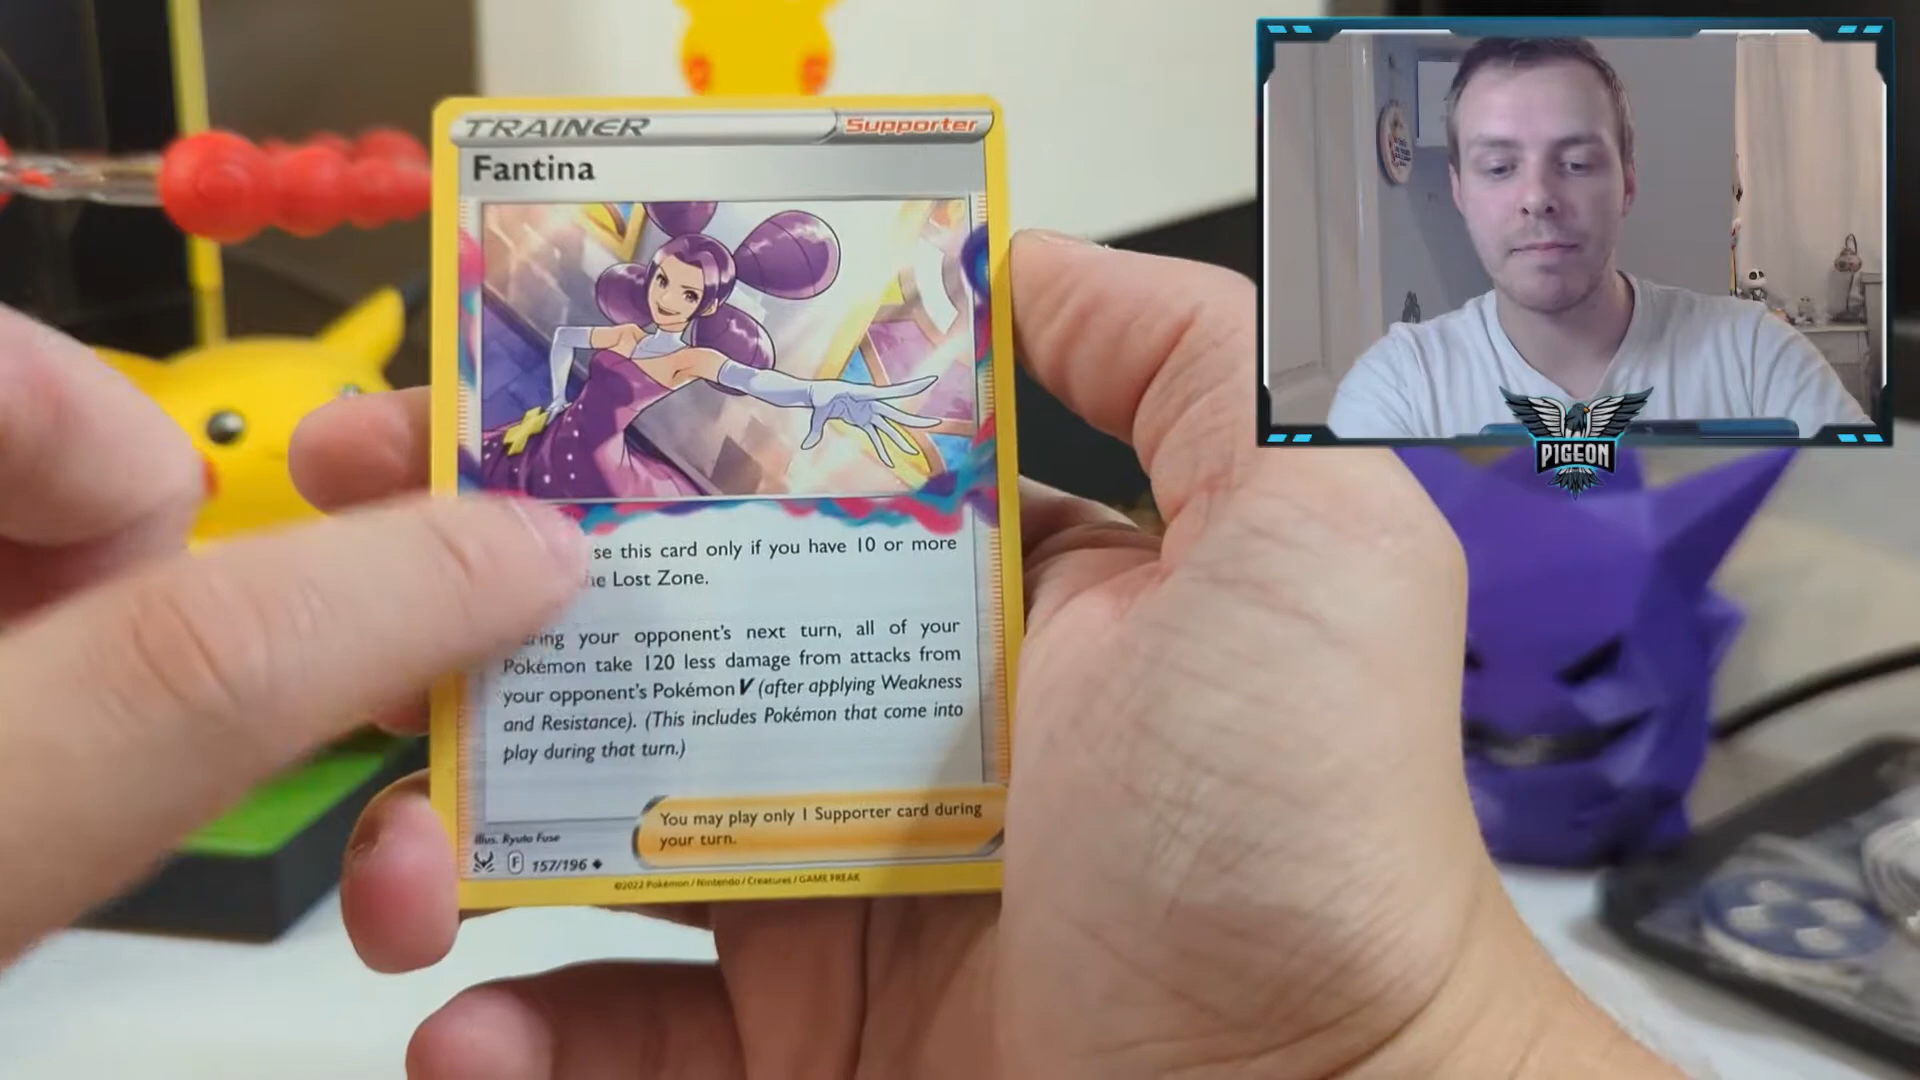 TRAINER
Supporter
Fantina
se this card only if you have 10 or more
he Lost Zone.
ring your opponent's next turn, all of your
Pokémon take 120 less damage from attacks from
your opponent's Pokémon V (after applying Weakness
and Resistance). (This includes Pokémon that come into
play during that turn.)
You may play only 1 Supporter card during
your turn.
Illus. Ryuta Fuse
F 157/196
©2022 Pokémon / Nintendo / Creatures / GAME FREAK
PIGEON